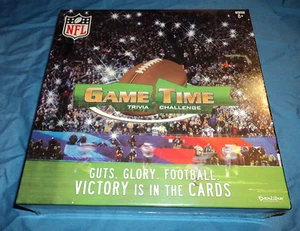 NFL
GAME TIME
TRIVIA CHALLENGE
GUTS. GLORY. FOOTBALL.
VICTORY IS IN THE CARDS